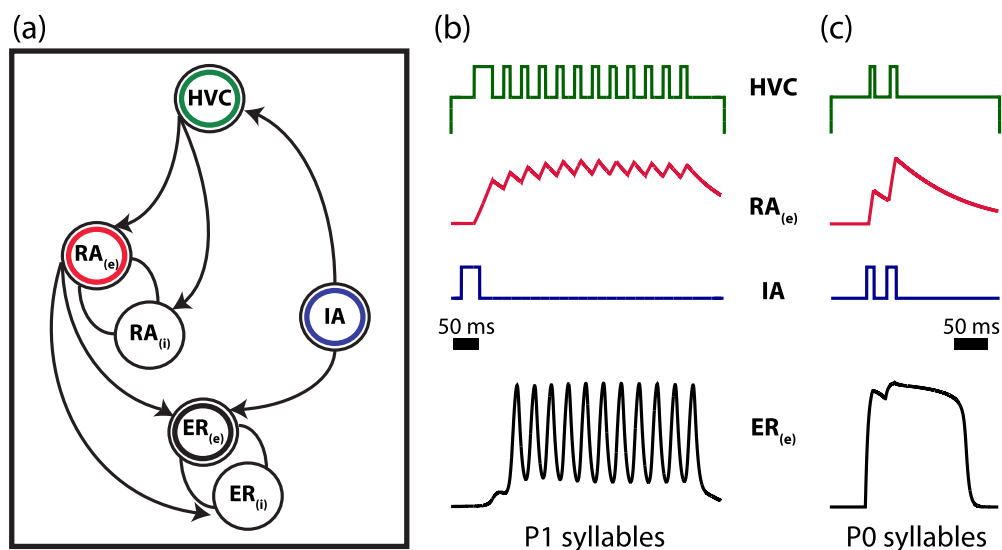 (a)
HVC
RA(e)
RA(i)
IA
ER(e)
ER(i)
(b)
(c)
HVC
RA(e)
IA
50 ms
50 ms
ER(e)
P1 syllables
P0 syllables